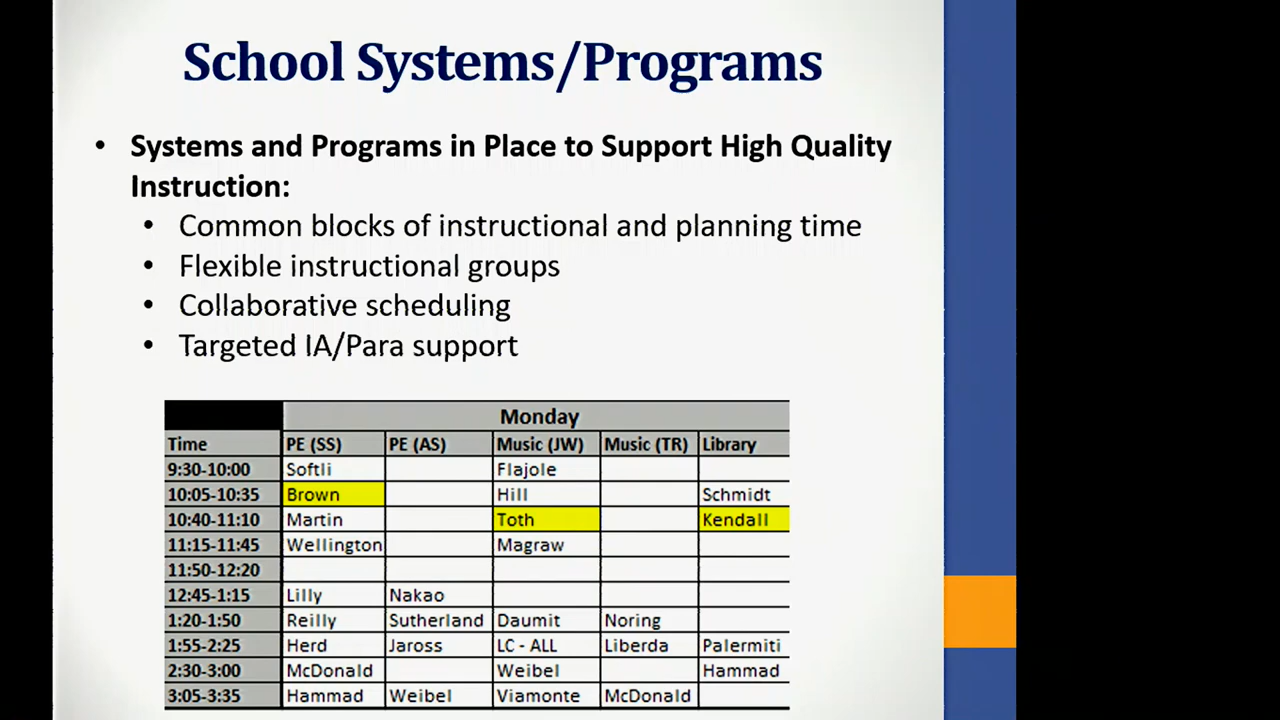 School Systems/Programs
• Systems and Programs in Place to Support High Quality
Instruction:
• Common blocks of instructional and planning time
• Flexible instructional groups
• Collaborative scheduling
• Targeted IA/Para support
Monday
Time PE (SS) PE (AS) Music (JW) Music (TR) Library
9:30-10:00 Softli Flajole
10:05-10:35 Brown Hill Schmidt
10:40-11:10 Martin Toth Kendall
11:15-11:45 Wellington Magraw
11:50-12:20
12:45-1:15 Lilly Nakao
1:20-1:50 Reilly Sutherland Daumit Noring
1:55-2:25 Herd Jaross LC - ALL Liberda Palermiti
2:30-3:00 McDonald Weibel Hammad
3:05-3:35 Hammad Weibel Viamonte McDonald